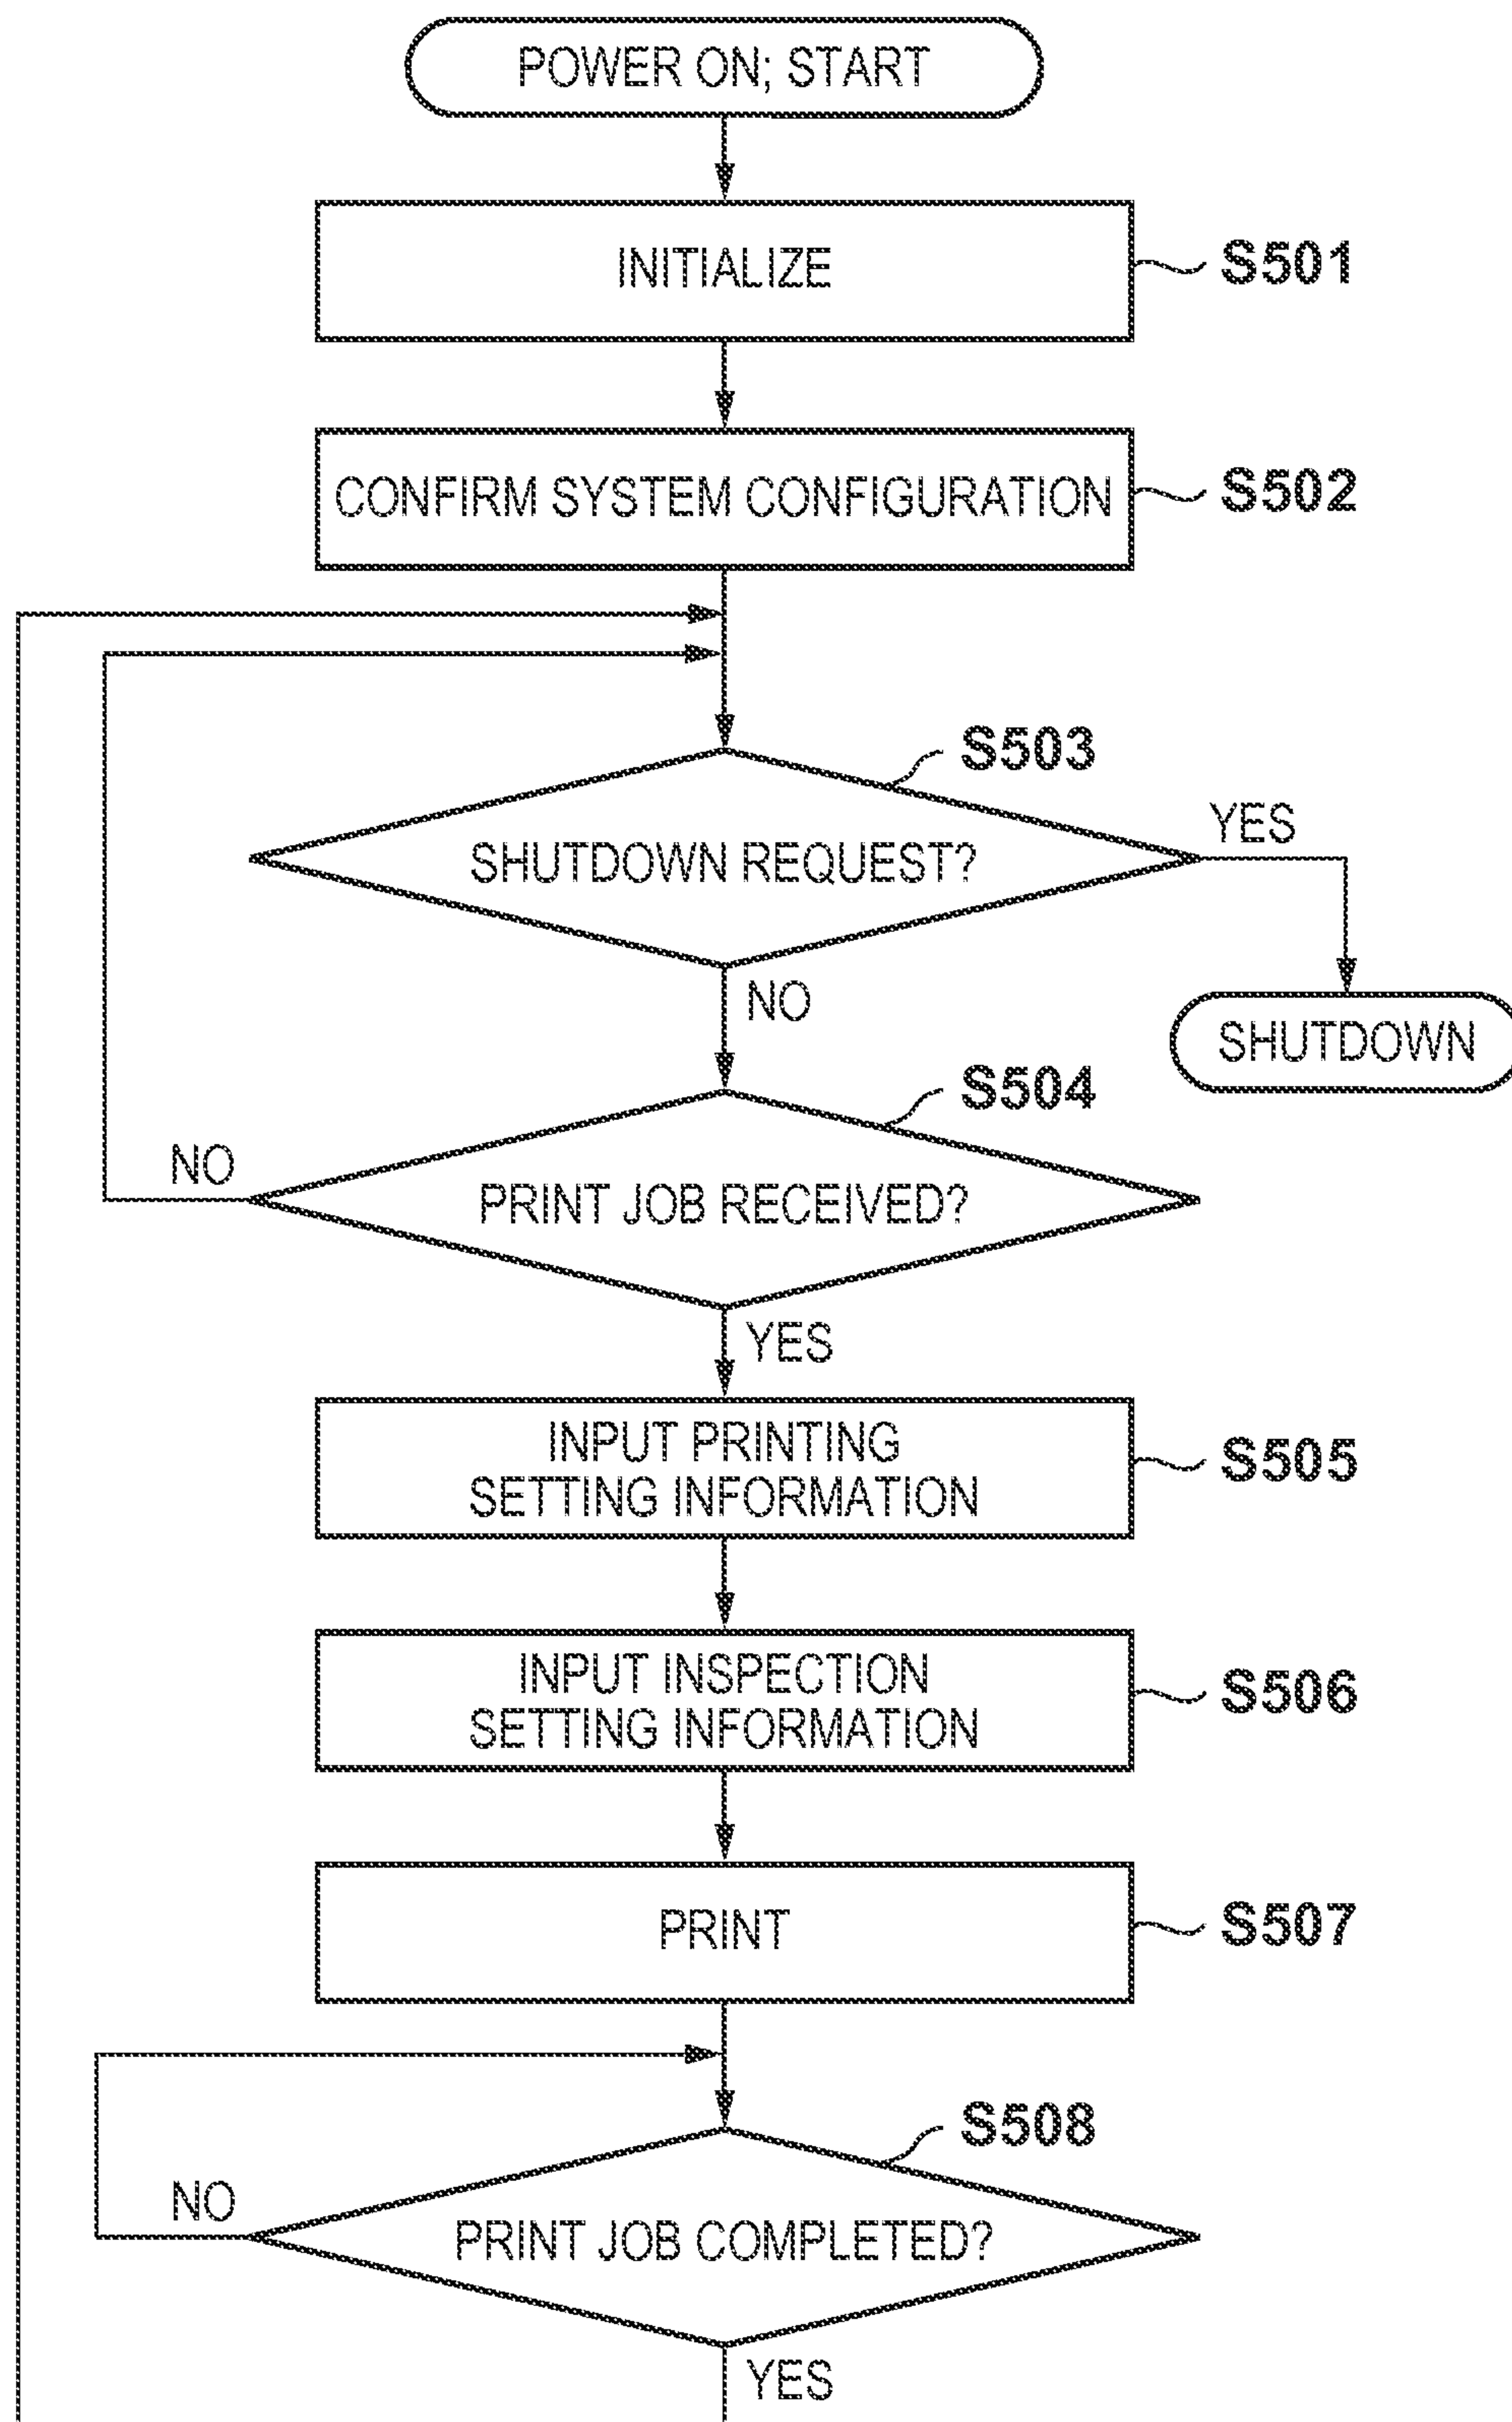 POWER ON; START
INITIALIZE
S501
CONFIRM SYSTEM CONFIGURATION
S502
S503
SHUTDOWN REQUEST?
YES
NO
SHUTDOWN
S504
NO
PRINT JOB RECEIVED?
YES
INPUT PRINTING
SETTING INFORMATION
S505
INPUT INSPECTION
SETTING INFORMATION
S506
PRINT
S507
S508
NO
PRINT JOB COMPLETED?
YES